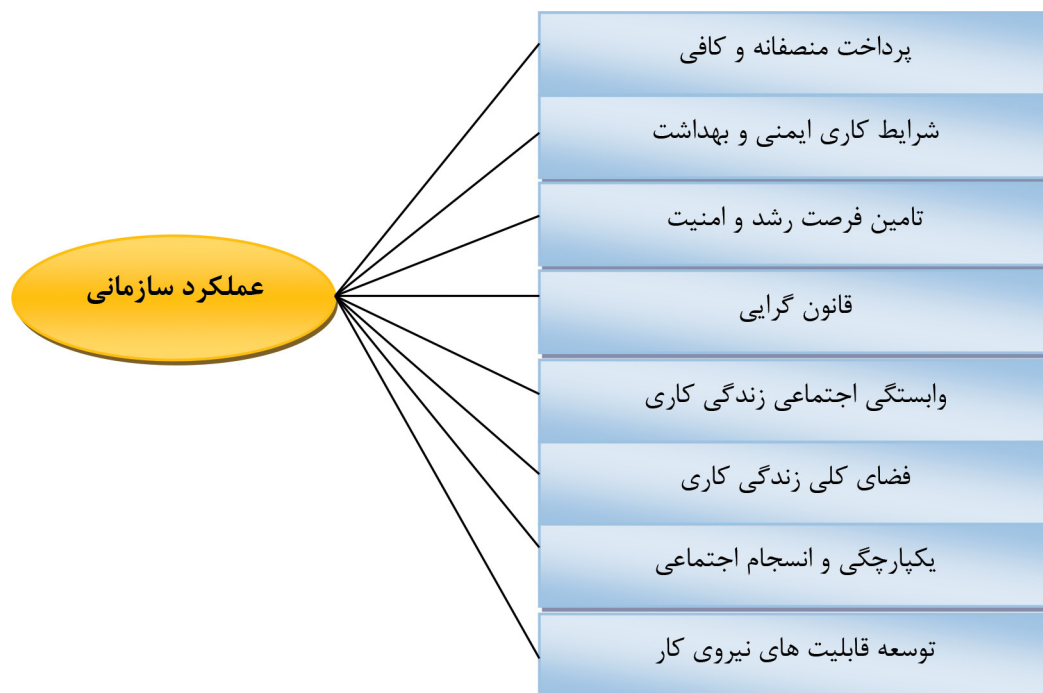 پرداخت منصفانه و کافی
شرایط کاری ایمنی و بهداشت
تامین فرصت رشد و امنیت
قانون گرایی
وابستگی اجتماعی زندگی کاری
فضای کلی زندگی کاری
یکپارچگی و انسجام اجتماعی
توسعه قابلیت های نیروی کار
عملکرد سازمانی